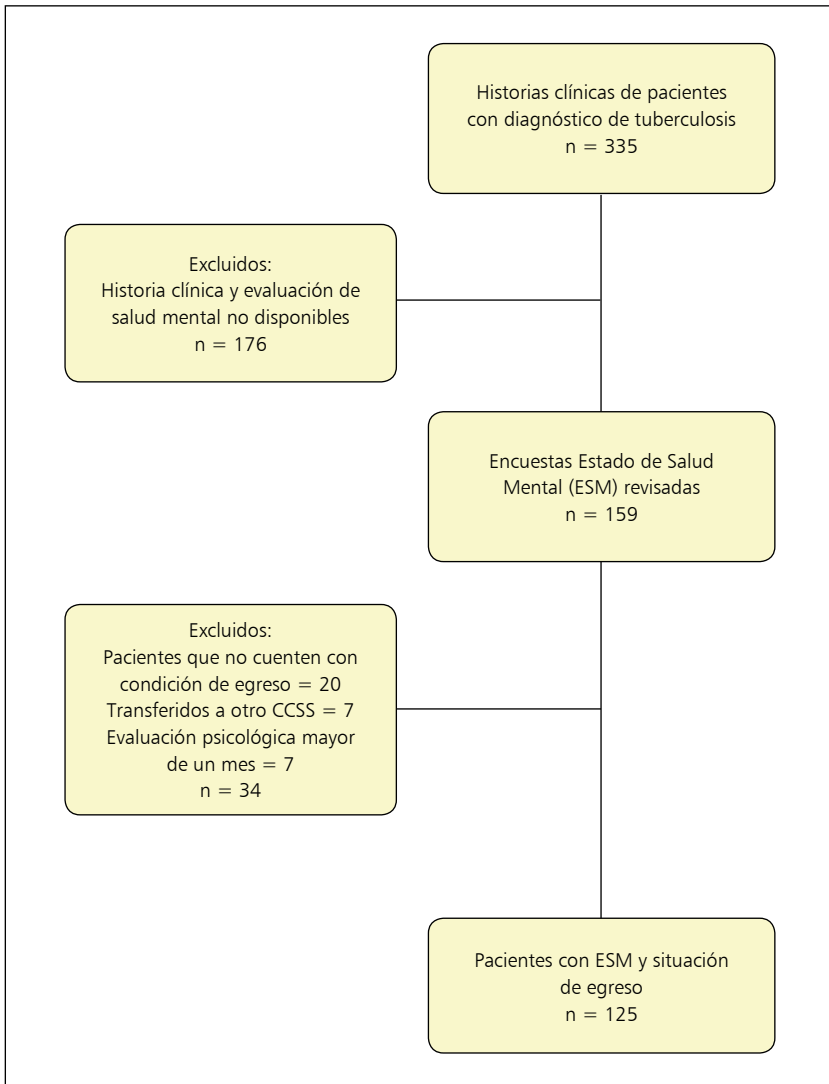 Historias clínicas de pacientes
con diagnóstico de tuberculosis
n = 335
Excluidos:
Historia clínica y evaluación de
salud mental no disponibles
n = 176
Encuestas Estado de Salud
Mental (ESM) revisadas
n = 159
Excluidos:
Pacientes que no cuenten con
condición de egreso = 20
Transferidos a otro CCSS = 7
Evaluación psicológica mayor
de un mes = 7
n = 34
Pacientes con ESM y situación
de egreso
n = 125